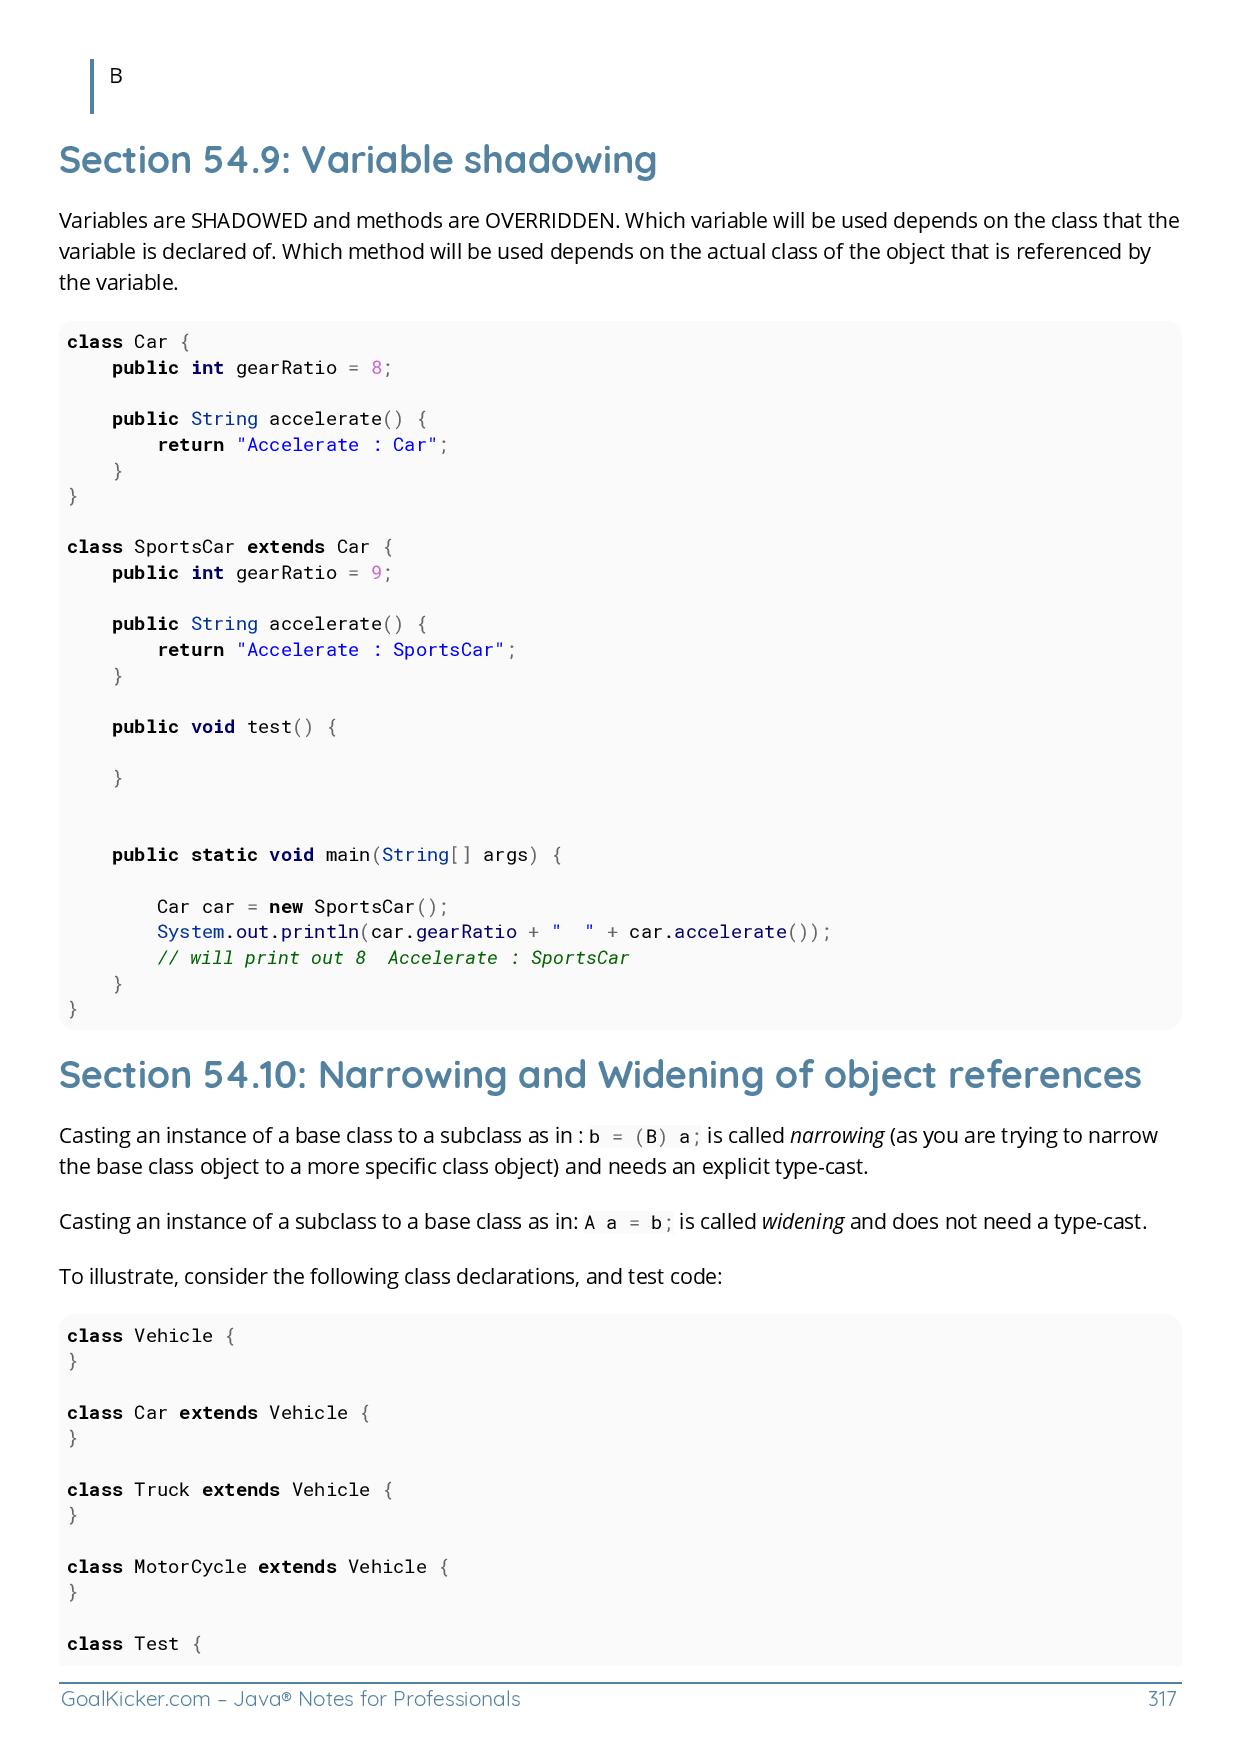 B
Section 54.9: Variable shadowing
Variables are SHADOWED and methods are OVERRIDDEN. Which variable will be used depends on the class that the
variable is declared of. Which method will be used depends on the actual class of the object that is referenced by
the variable.
class Car {
    public int gearRatio = 8;

    public String accelerate() {
        return "Accelerate : Car";
    }
}

class SportsCar extends Car {
    public int gearRatio = 9;

    public String accelerate() {
        return "Accelerate : SportsCar";
    }

    public void test() {

    }


    public static void main(String[] args) {

        Car car = new SportsCar();
        System.out.println(car.gearRatio + "  " + car.accelerate());
        // will print out 8  Accelerate : SportsCar
    }
}
Section 54.10: Narrowing and Widening of object references
Casting an instance of a base class to a subclass as in : b = (B) a; is called narrowing (as you are trying to narrow
the base class object to a more specific class object) and needs an explicit type-cast.
Casting an instance of a subclass to a base class as in: A a = b; is called widening and does not need a type-cast.
To illustrate, consider the following class declarations, and test code:
class Vehicle {
}

class Car extends Vehicle {
}

class Truck extends Vehicle {
}

class MotorCycle extends Vehicle {
}

class Test {
GoalKicker.com – Java® Notes for Professionals 317